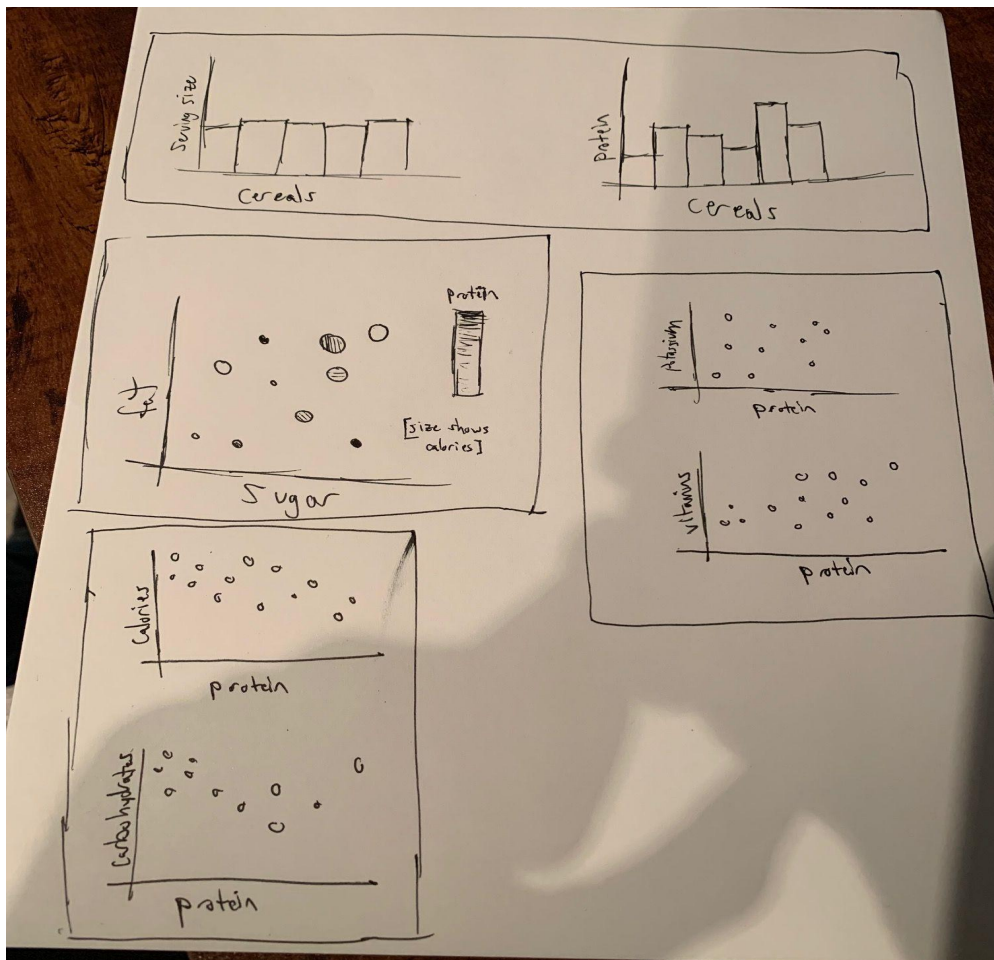 Serving size
Cereals
protein
Cereals
fat
Sugar
protein
[size shows
calories]
Potassium
protein
vitamins
protein
Calories
protein
Carbohydrates
protein